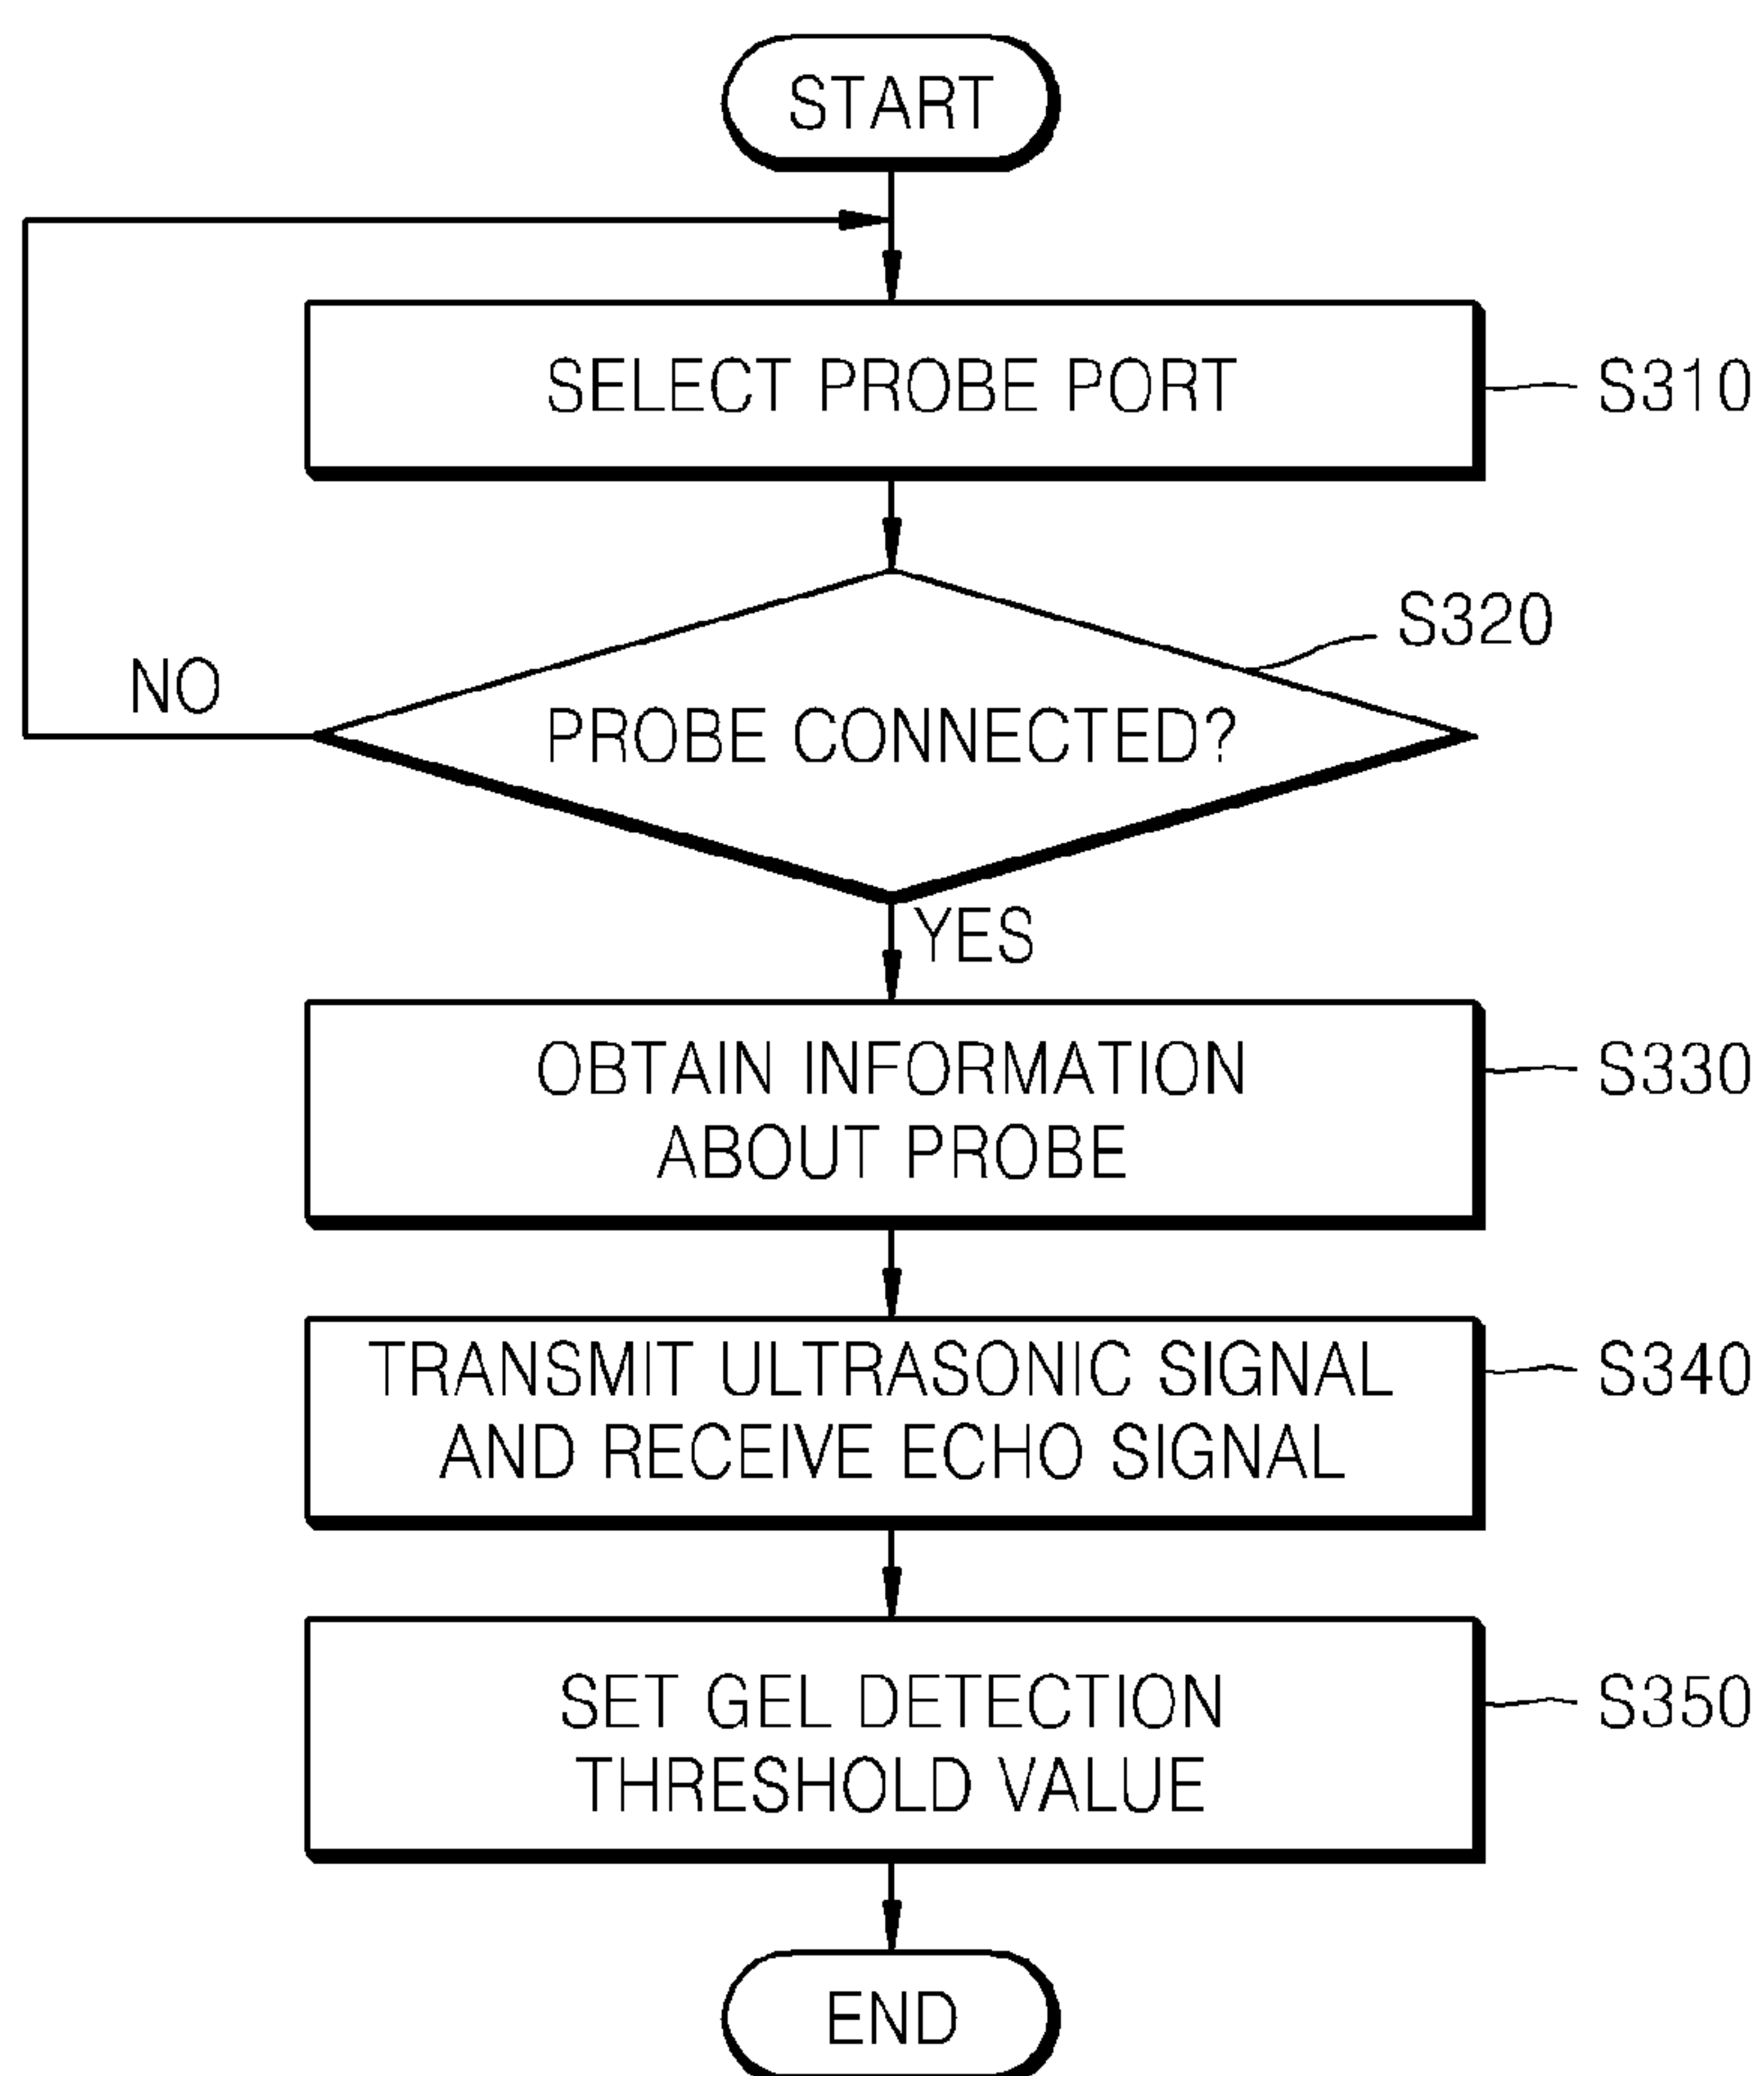 START
SELECT PROBE PORT
S310
S320
NO
PROBE CONNECTED?
YES
OBTAIN INFORMATION
ABOUT PROBE
S330
TRANSMIT ULTRASONIC SIGNAL
AND RECEIVE ECHO SIGNAL
S340
SET GEL DETECTION
THRESHOLD VALUE
S350
END